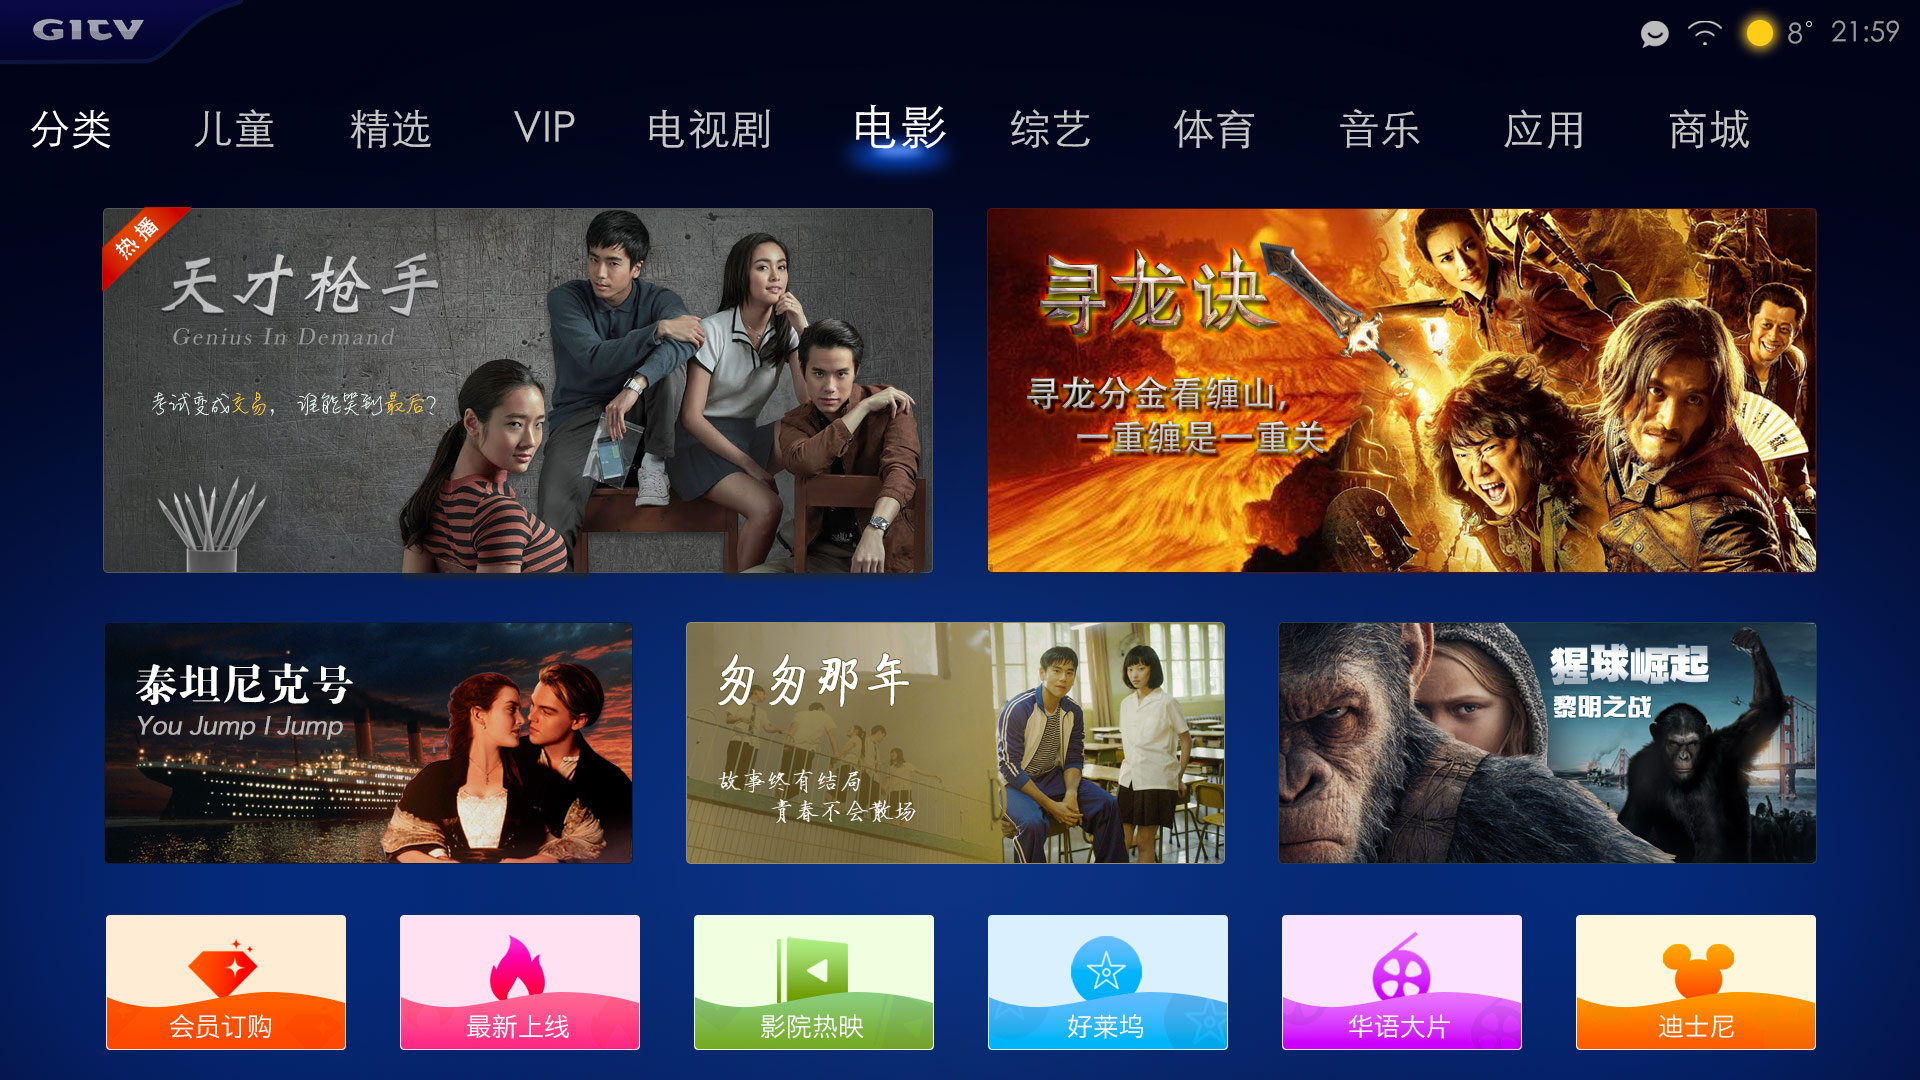 GITV
8° 21:59
分类 儿童 精选 VIP 电视剧 电影 综艺 体育 音乐 应用 商城
热播
天才枪手
Genius In Demand
考试变成交易， 谁能笑到最后?
寻龙诀
寻龙分金看缠山,
一重缠是一重关
泰坦尼克号
You Jump I Jump
匆匆那年
故事终有结局
青春不会散场
猩球崛起
黎明之战
会员订购
最新上线
影院热映
好莱坞
华语大片
迪士尼